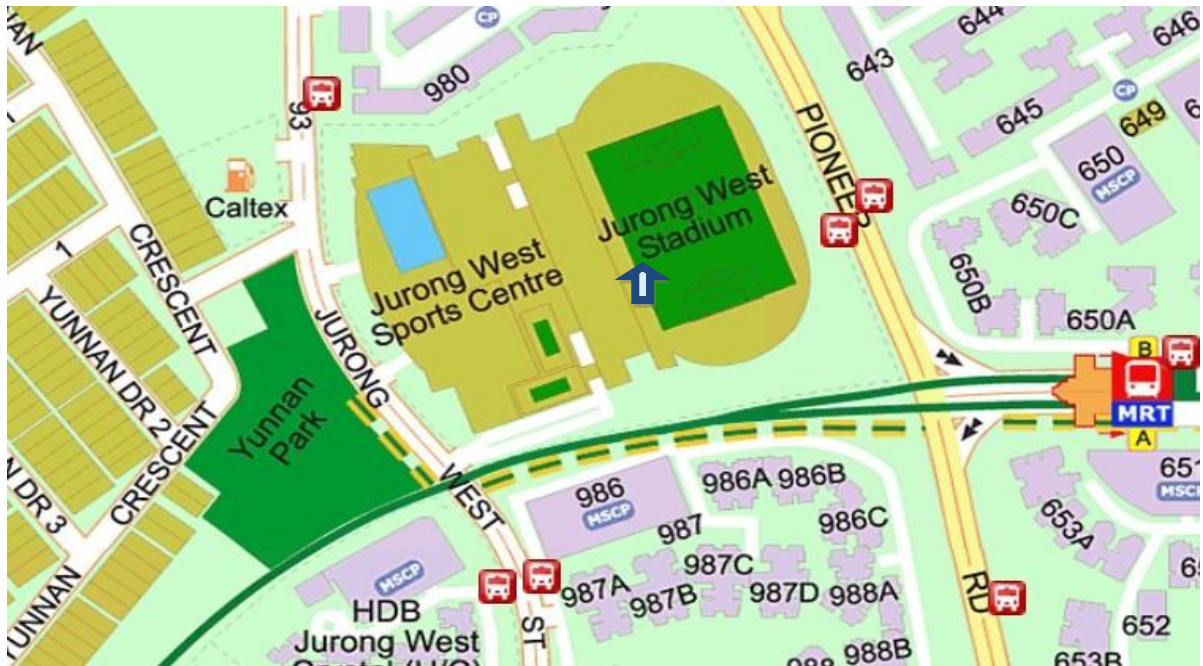 NAN
CP
980
93
643
644
646
645
CP
649
650
MSCP
Caltex
PIONEER
Jurong West
Stadium
650C
650B
650A
1
CRESCENT
YUNNAN DR 2
Jurong West
Sports Centre
JURONG
WEST
ST
Yunnan
Park
CRESCENT
N DR 3
YUNNAN
B
MRT
A
RD
986
MSCP
986A
986B
986C
987
987A
987B
987C
987D
988A
988B
651
653A
652
653B
MSCP
HDB
Jurong West